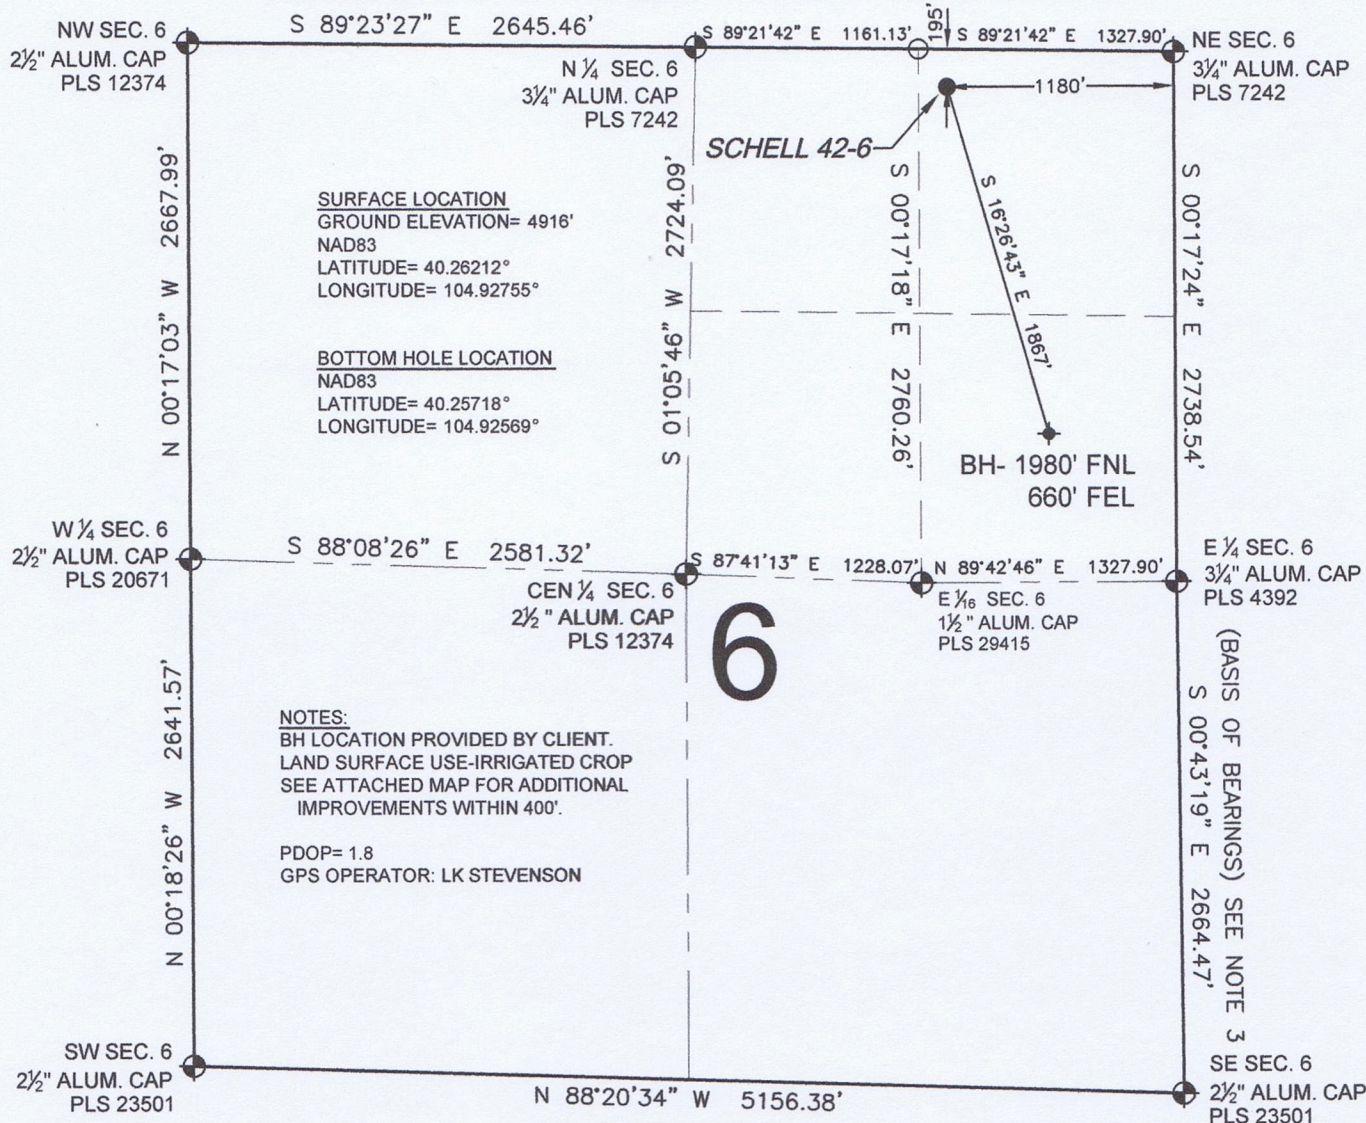 NW SEC. 6
2½" ALUM. CAP
PLS 12374
S 89°23'27" E 2645.46'
N ¼ SEC. 6
3¼" ALUM. CAP
PLS 7242
S 89°21'42" E 1161.13'
195'
S 89°21'42" E 1327.90'
NE SEC. 6
3¼" ALUM. CAP
PLS 7242
1180'
SCHELL 42-6
N 00°17'03" W 2667.99'
SURFACE LOCATION
GROUND ELEVATION= 4916'
NAD83
LATITUDE= 40.26212°
LONGITUDE= 104.92755°
BOTTOM HOLE LOCATION
NAD83
LATITUDE= 40.25718°
LONGITUDE= 104.92569°
S 01°05'46" W 2724.09'
S 00°17'18" E 2760.26'
S 16°26'43" E 1867'
S 00°17'24" E 2738.54'
BH- 1980' FNL
660' FEL
W ¼ SEC. 6
2½" ALUM. CAP
PLS 20671
S 88°08'26" E 2581.32'
CEN ¼ SEC. 6
2½" ALUM. CAP
PLS 12374
S 87°41'13" E 1228.07'
N 89°42'46" E 1327.90'
E 1⁄16 SEC. 6
1½" ALUM. CAP
PLS 29415
E ¼ SEC. 6
3¼" ALUM. CAP
PLS 4392
6
N 00°18'26" W 2641.57'
NOTES:
BH LOCATION PROVIDED BY CLIENT.
LAND SURFACE USE-IRRIGATED CROP
SEE ATTACHED MAP FOR ADDITIONAL
IMPROVEMENTS WITHIN 400'.
PDOP= 1.8
GPS OPERATOR: LK STEVENSON
S 00°43'19" E 2664.47'
(BASIS OF BEARINGS) SEE NOTE 3
SW SEC. 6
2½" ALUM. CAP
PLS 23501
N 88°20'34" W 5156.38'
SE SEC. 6
2½" ALUM. CAP
PLS 23501